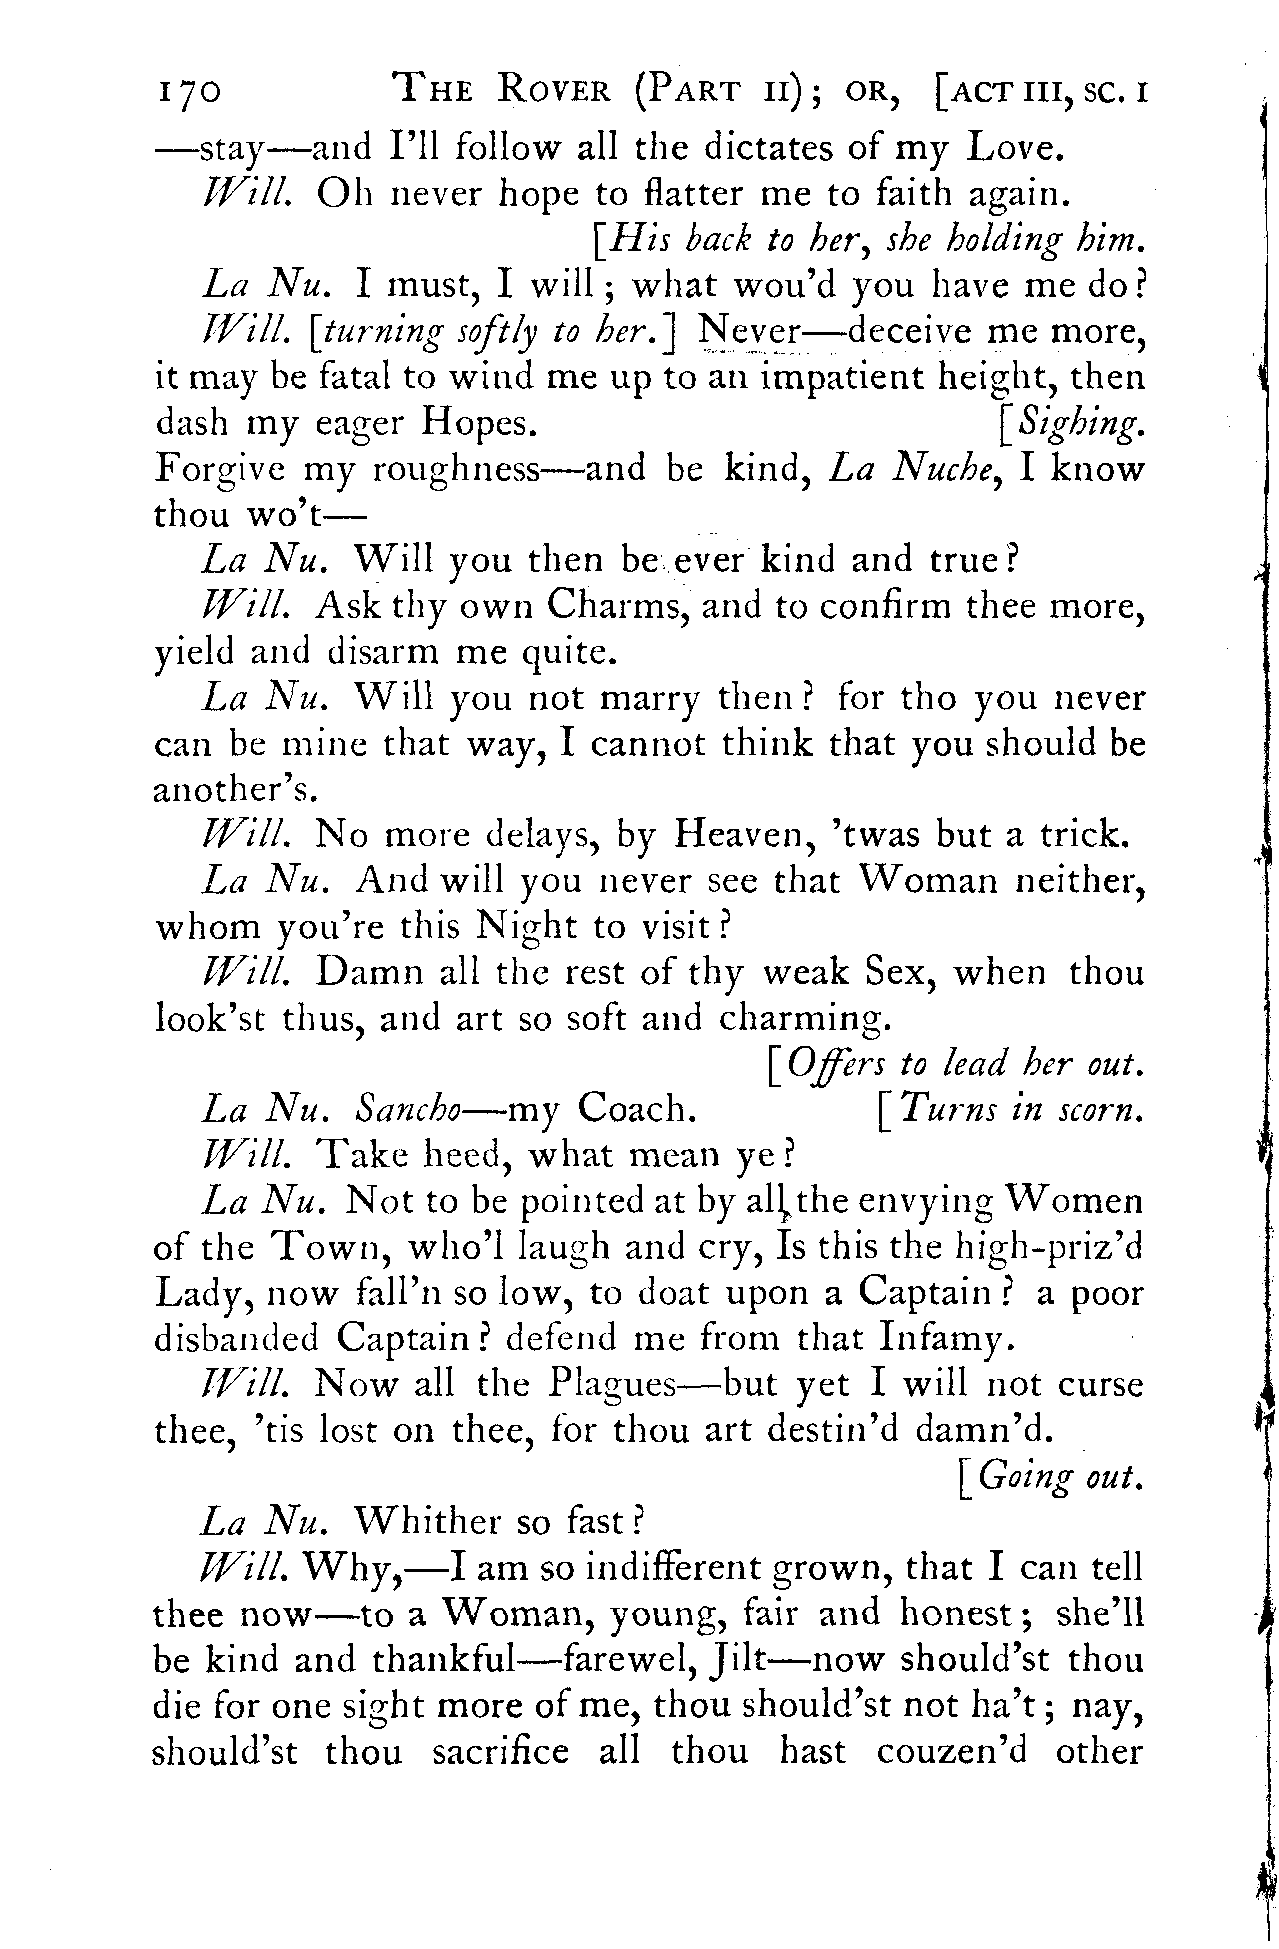 170 THE ROVER (PART II); OR, [ACT III, SC. I
—stay—and I'll follow all the dictates of my Love.
Will. Oh never hope to flatter me to faith again.
[His back to her, she holding him.
La Nu. I must, I will; what wou'd you have me do?
Will. [turning softly to her.] Never—deceive me more,
it may be fatal to wind me up to an impatient height, then
dash my eager Hopes. [Sighing.
Forgive my roughness—and be kind, La Nuche, I know
thou wo't—
La Nu. Will you then be ever kind and true?
Will. Ask thy own Charms, and to confirm thee more,
yield and disarm me quite.
La Nu. Will you not marry then? for tho you never
can be mine that way, I cannot think that you should be
another's.
Will. No more delays, by Heaven, 'twas but a trick.
La Nu. And will you never see that Woman neither,
whom you're this Night to visit?
Will. Damn all the rest of thy weak Sex, when thou
look'st thus, and art so soft and charming.
[Offers to lead her out.
La Nu. Sancho—my Coach. [Turns in scorn.
Will. Take heed, what mean ye?
La Nu. Not to be pointed at by all the envying Women
of the Town, who'l laugh and cry, Is this the high-priz'd
Lady, now fall'n so low, to doat upon a Captain? a poor
disbanded Captain? defend me from that Infamy.
Will. Now all the Plagues—but yet I will not curse
thee, 'tis lost on thee, for thou art destin'd damn'd.
[Going out.
La Nu. Whither so fast?
Will. Why,—I am so indifferent grown, that I can tell
thee now—to a Woman, young, fair and honest; she'll
be kind and thankful—farewel, Jilt—now should'st thou
die for one sight more of me, thou should'st not ha't; nay,
should'st thou sacrifice all thou hast couzen'd other